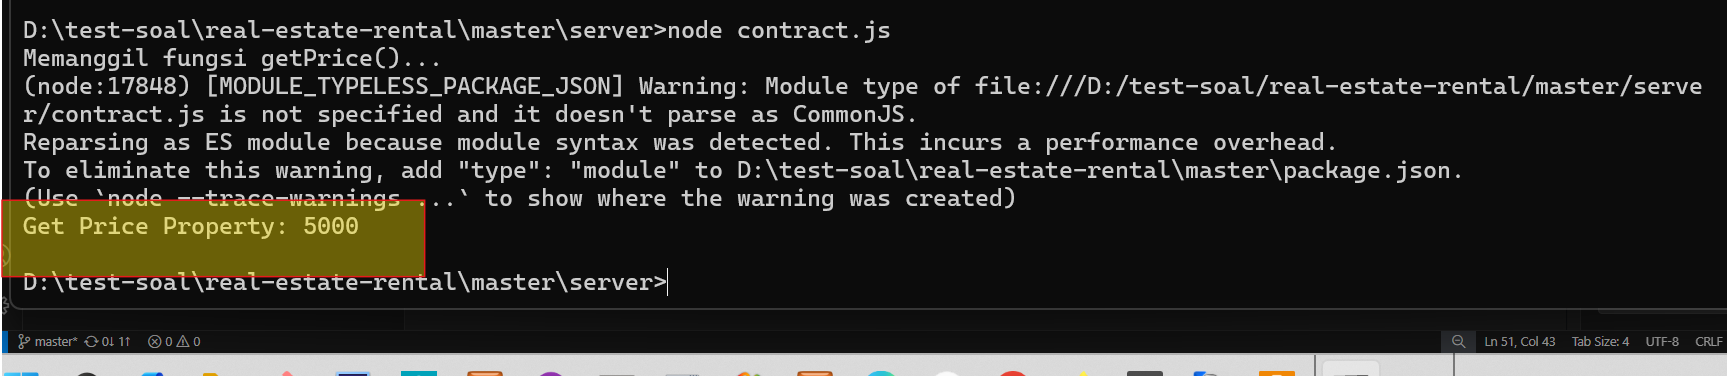 D:\test-soal\real-estate-rental\master\server>node contract.js
Memanggil fungsi getPrice()...
(node:17848) [MODULE_TYPELESS_PACKAGE_JSON] Warning: Module type of file:///D:/test-soal/real-estate-rental/master/serve
r/contract.js is not specified and it doesn't parse as CommonJS.
Reparsing as ES module because module syntax was detected. This incurs a performance overhead.
To eliminate this warning, add "type": "module" to D:\test-soal\real-estate-rental\master\package.json.
(Use `node --trace-warnings ...` to show where the warning was created)
Get Price Property: 5000
D:\test-soal\real-estate-rental\master\server>
master* 0↓ 1↑ 0 0 Ln 51, Col 43 Tab Size: 4 UTF-8 CRLF